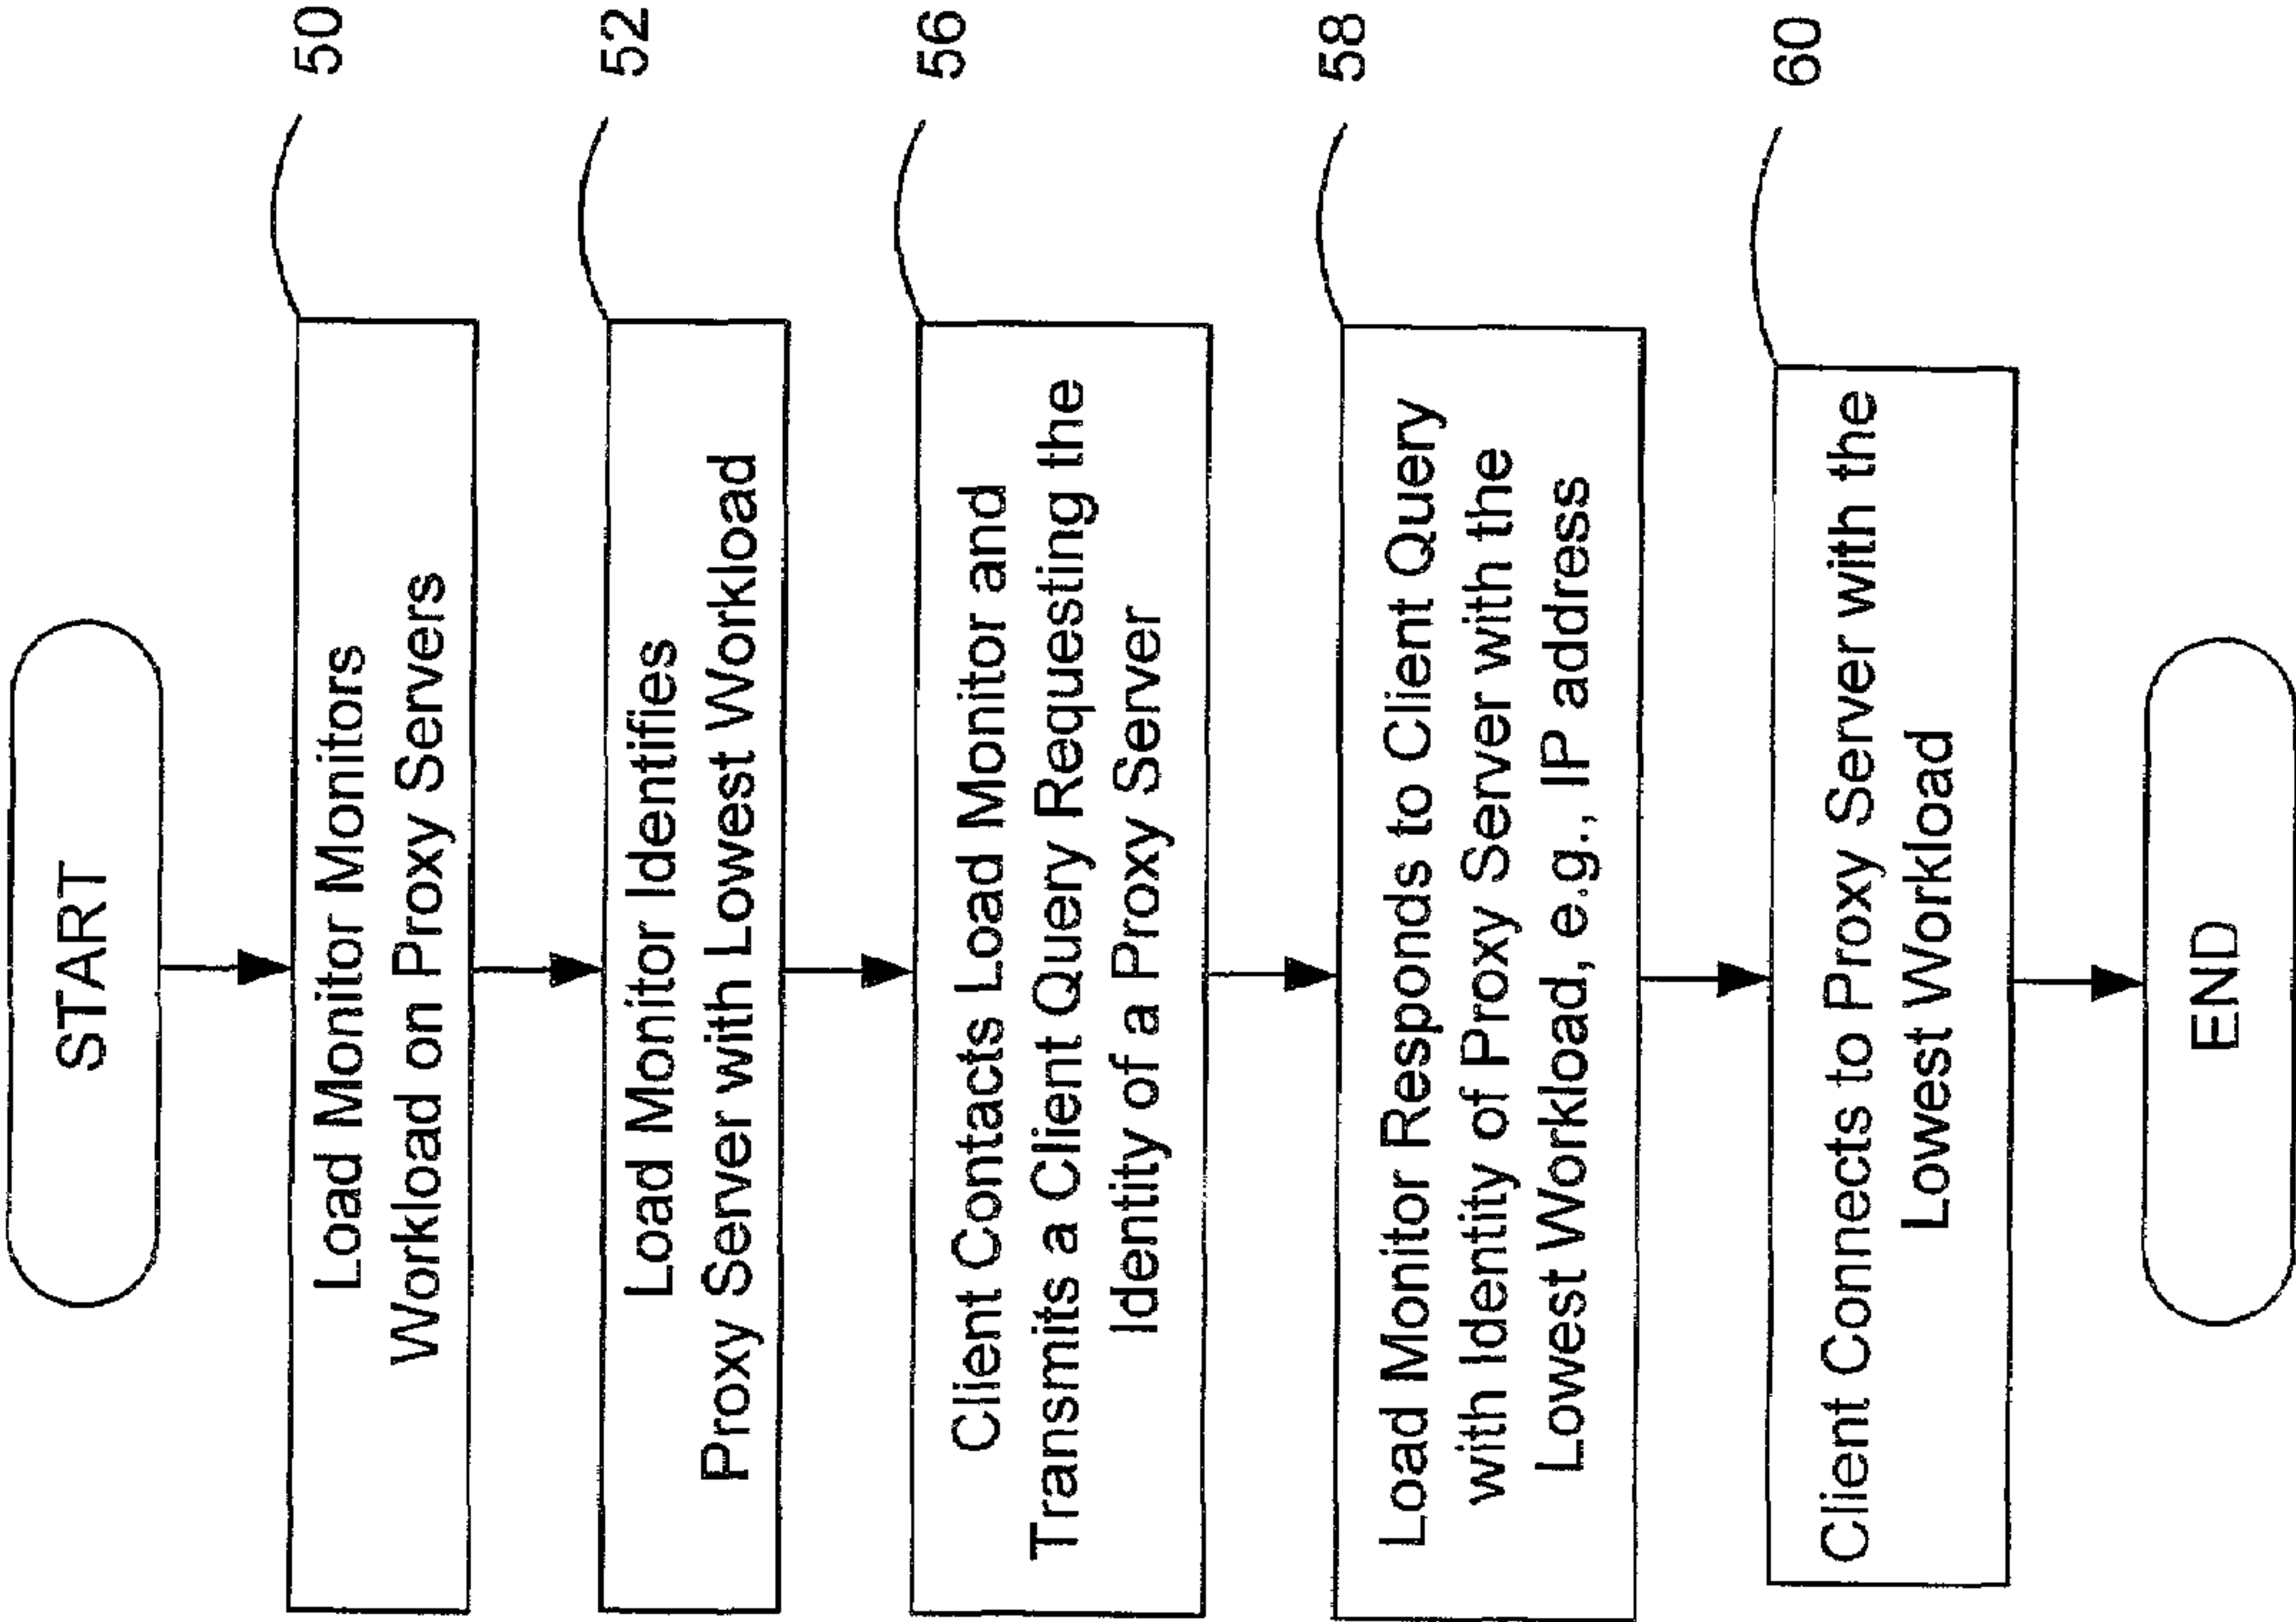 START
50
Load Monitor Monitors
Workload on Proxy Servers
52
Load Monitor Identifies
Proxy Server with Lowest Workload
56
Client Contacts Load Monitor and
Transmits a Client Query Requesting the
Identity of a Proxy Server
58
Load Monitor Responds to Client Query
with Identity of Proxy Server with the
Lowest Workload, e.g., IP address
60
Client Connects to Proxy Server with the
Lowest Workload
END